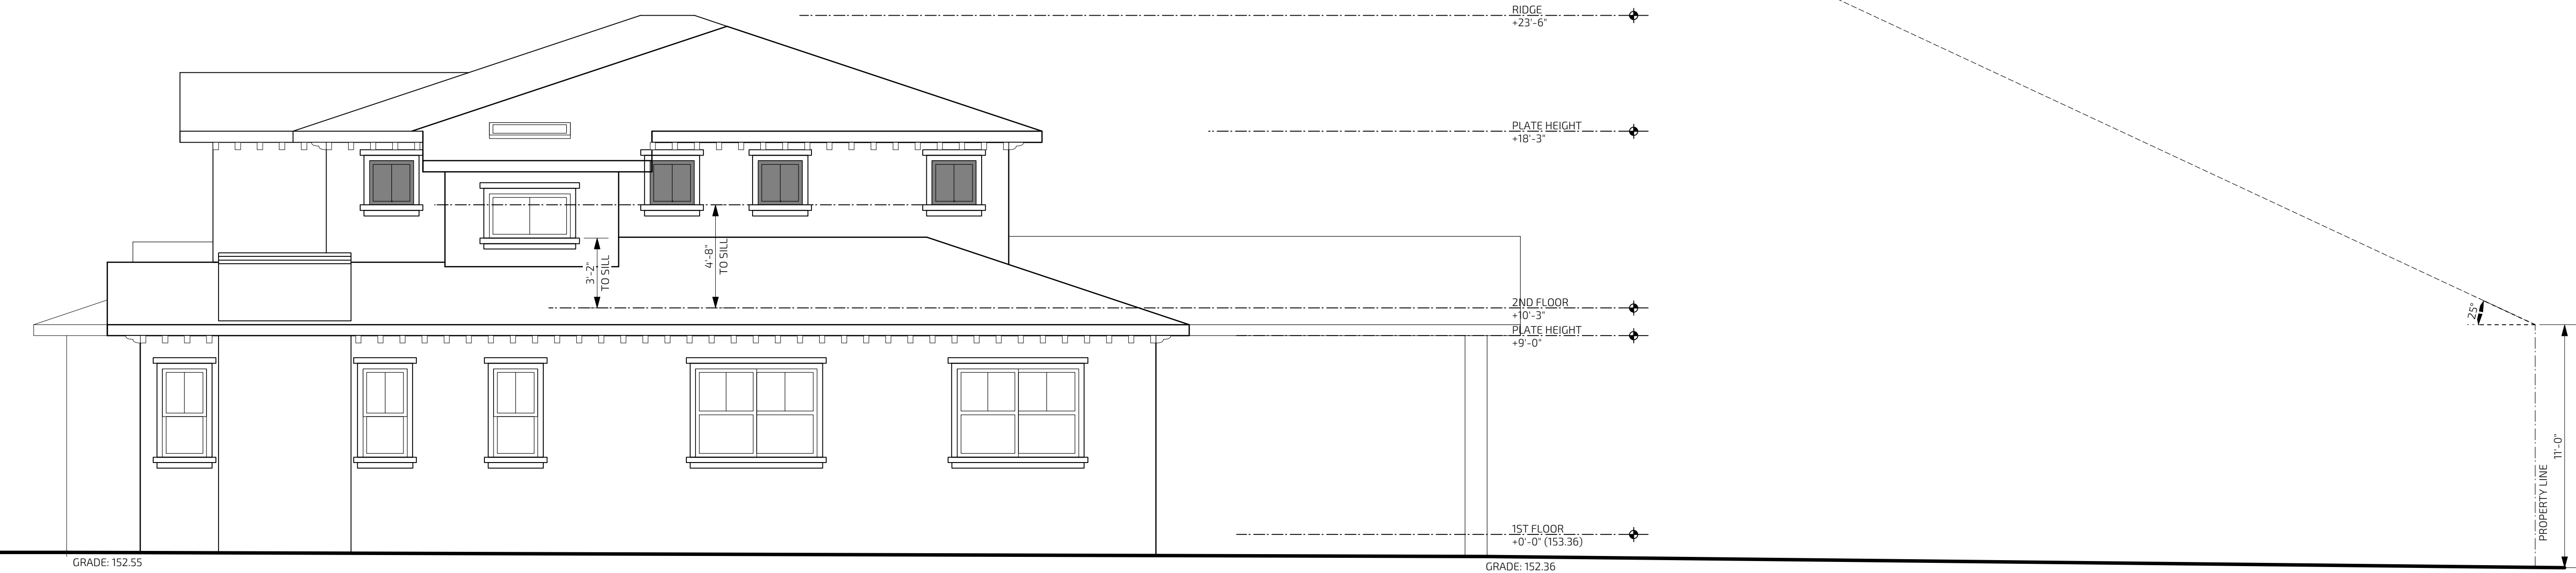 RIDGE
+23'-6"
PLATE HEIGHT
+18'-3"
3'-2"
TO SILL
4'-8"
TO SILL
2ND FLOOR
+10'-3"
PLATE HEIGHT
+9'-0"
25°
11'-0"
PROPERTY LINE
1ST FLOOR
+0'-0" (153.36)
GRADE: 152.55
GRADE: 152.36